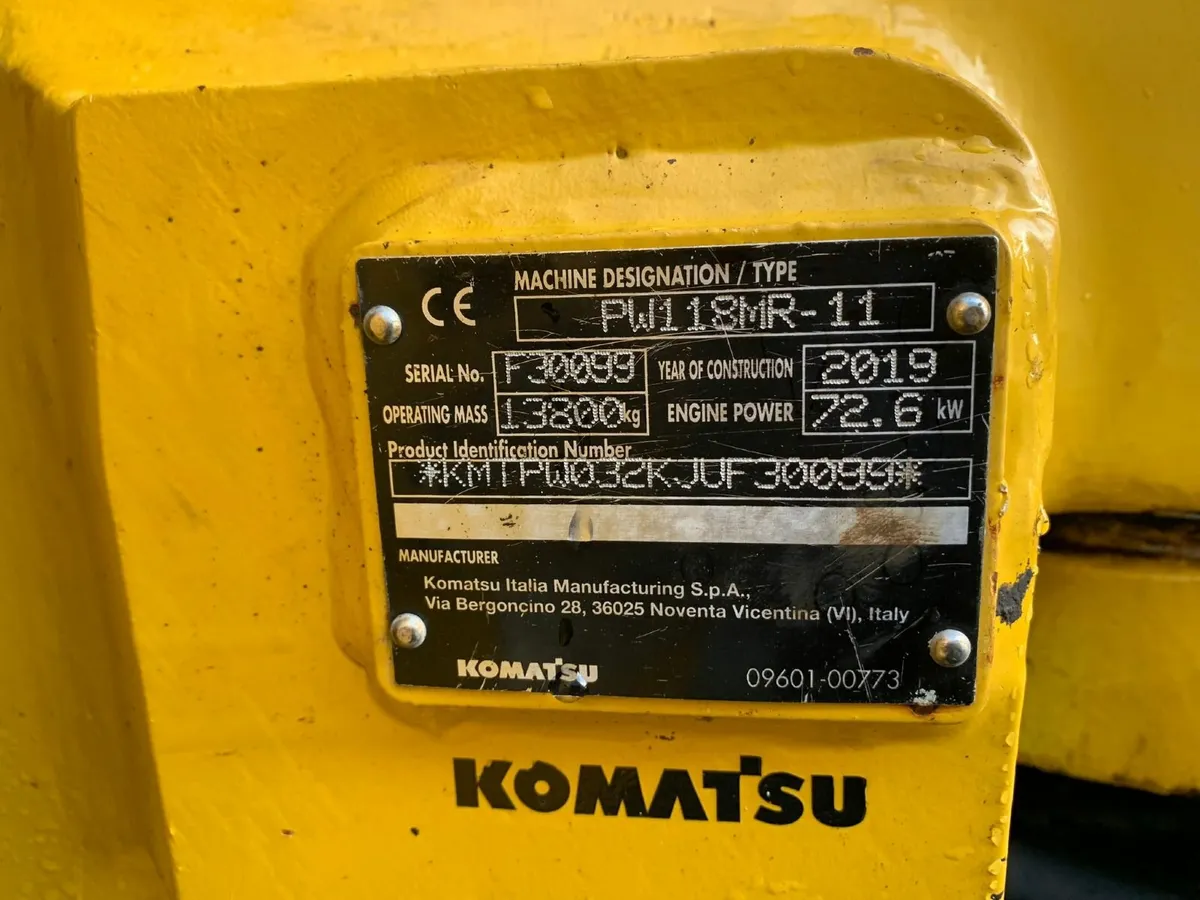 CE
MACHINE DESIGNATION / TYPE
PW118MR-11
SERIAL No. F30099 YEAR OF CONSTRUCTION 2019
OPERATING MASS 13800kg ENGINE POWER 72.6 kW
Product Identification Number
*KMTPW032KJUF30099*
MANUFACTURER
Komatsu Italia Manufacturing S.p.A.,
Via Bergonçino 28, 36025 Noventa Vicentina (VI), Italy
KOMATSU 09601-00773
KOMATSU